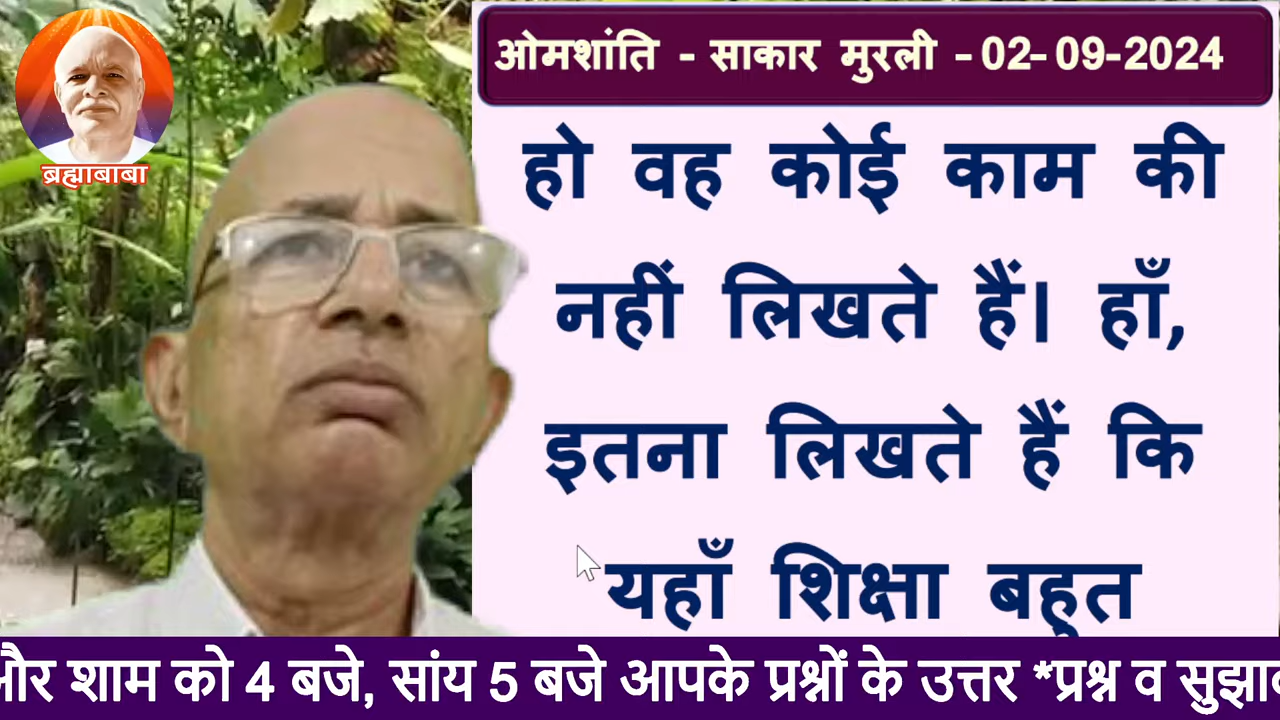 ओमशांति - साकार मुरली - 02- 09-2024
ब्रह्माबाबा
हो वह कोई काम की
नहीं लिखते हैं। हाँ,
इतना लिखते हैं कि
यहाँ शिक्षा बहुत
और शाम को 4 बजे, सांय 5 बजे आपके प्रश्नों के उत्तर *प्रश्न व सुझाव